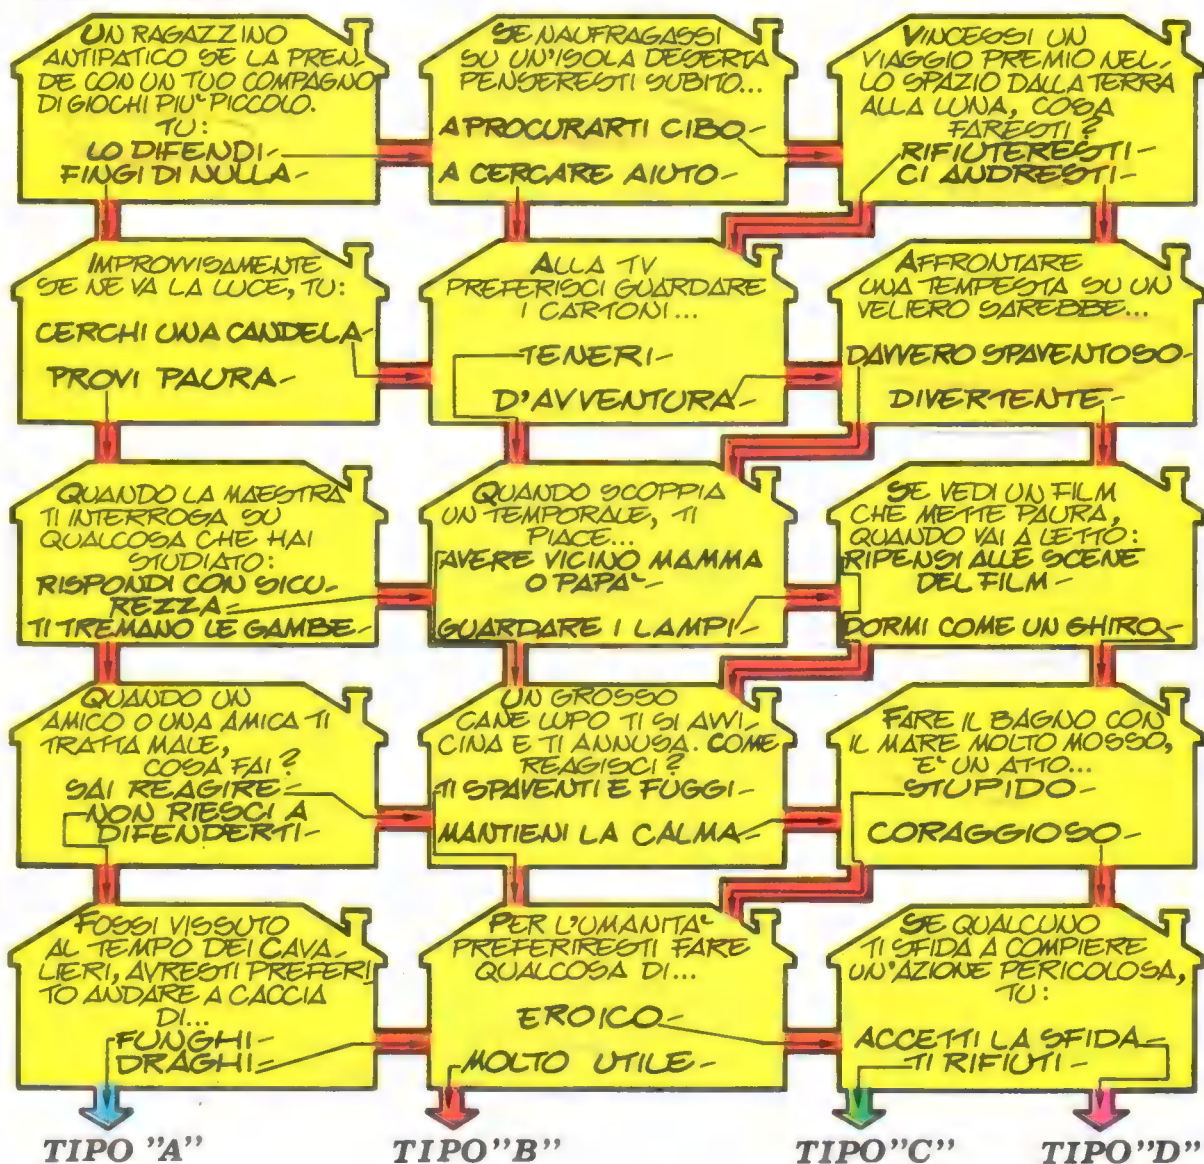 UN RAGAZZINO
ANTIPATICO SE LA PREN-
DE CON UN TUO COMPAGNO
DI GIOCHI PIU' PICCOLO.
TU:
LO DIFENDI
FINGI DI NULLA
SE NAUFRAGASSI
SU UN'ISOLA DESERTA
PENSERESTI SUBITO...
A PROCURARTI CIBO
A CERCARE AIUTO
VINCESSI UN
VIAGGIO PREMIO NEL-
LO SPAZIO DALLA TERRA
ALLA LUNA, COSA
FARESTI?
RIFIUTERESTI
CI ANDRESTI
IMPROVVISAMENTE
SE NE VA LA LUCE, TU:
CERCHI UNA CANDELA
PROVI PAURA
ALLA TV
PREFERISCI GUARDARE
I CARTONI...
TENERI
D'AVVENTURA
AFFRONTARE
UNA TEMPESTA SU UN
VELIERO SAREBBE...
DAVVERO SPAVENTOSO
DIVERTENTE
QUANDO LA MAESTRA
TI INTERROGA SU
QUALCOSA CHE HAI
STUDIATO:
RISPONDI CON SICU-
REZZA
TI TREMANO LE GAMBE
QUANDO SCOPPIA
UN TEMPORALE, TI
PIACE...
AVERE VICINO MAMMA
O PAPA'
GUARDARE I LAMPI
SE VEDI UN FILM
CHE METTE PAURA,
QUANDO VAI A LETTO:
RIPENSI ALLE SCENE
DEL FILM
DORMI COME UN GHIRO
QUANDO UN
AMICO O UNA AMICA TI
TRATTA MALE,
COSA FAI?
SAI REAGIRE
NON RIESCI A
DIFENDERTI
UN GROSSO
CANE LUPO TI SI AVVI-
CINA E TI ANNUSA. COME
REAGISCI?
TI SPAVENTI E FUGGI
MANTIENI LA CALMA
FARE IL BAGNO CON
IL MARE MOLTO MOSSO,
E' UN ATTO...
STUPIDO
CORAGGIOSO
FOSSI VISSUTO
AL TEMPO DEI CAVA-
LIERI, AVRESTI PREFERI
TO ANDARE A CACCIA
DI...
FUNGHI
DRAGHI
PER L'UMANITA'
PREFERIRESTI FARE
QUALCOSA DI...
EROICO
MOLTO UTILE
SE QUALCUNO
TI SFIDA A COMPIERE
UN'AZIONE PERICOLOSA,
TU:
ACCETTI LA SFIDA
TI RIFIUTI
TIPO "A"
TIPO "B"
TIPO "C"
TIPO "D"